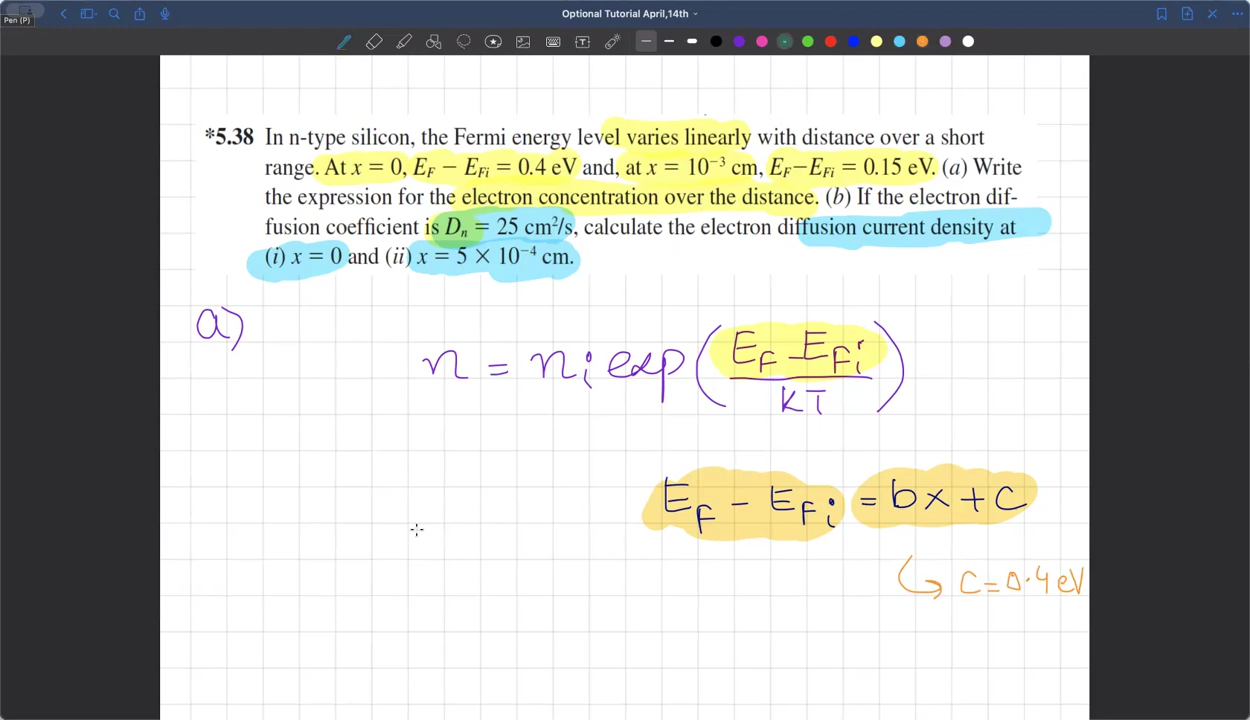 Optional Tutorial April,14th
Pen (P)
*5.38 In n-type silicon, the Fermi energy level varies linearly with distance over a short
range. At x = 0, E_F − E_Fi = 0.4 eV and, at x = 10⁻³ cm, E_F−E_Fi = 0.15 eV. (a) Write
the expression for the electron concentration over the distance. (b) If the electron dif-
fusion coefficient is D_n = 25 cm²/s, calculate the electron diffusion current density at
(i) x = 0 and (ii) x = 5 × 10⁻⁴ cm.
a)
n = n_i exp(E_F − E_Fi / kT)
E_F − E_Fi = bx + c
↳ c = 0.4 eV